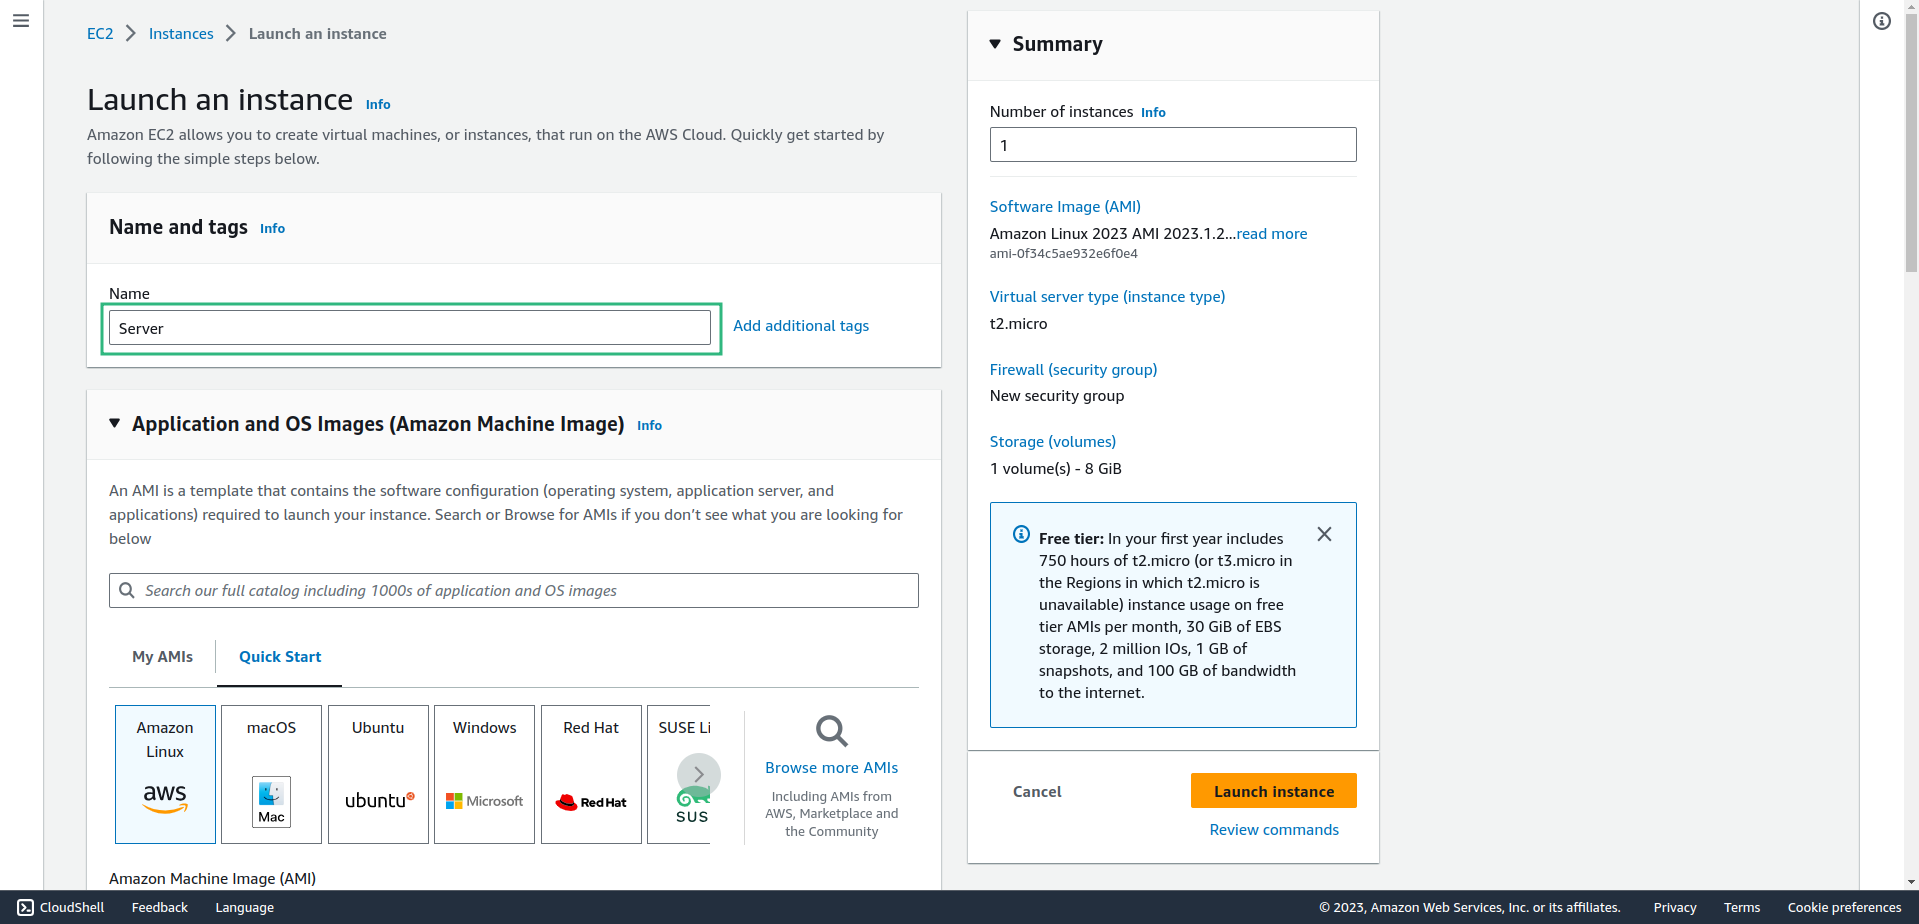 EC2 Instances Launch an instance
Launch an instance Info
Amazon EC2 allows you to create virtual machines, or instances, that run on the AWS Cloud. Quickly get started by
following the simple steps below.
Name and tags Info
Name
Server
Add additional tags
Application and OS Images (Amazon Machine Image) Info
An AMI is a template that contains the software configuration (operating system, application server, and
applications) required to launch your instance. Search or Browse for AMIs if you don’t see what you are looking for
below
Search our full catalog including 1000s of application and OS images
My AMIs
Quick Start
Amazon
Linux
aws
macOS
Mac
Ubuntu
ubuntu
Windows
Microsoft
Red Hat
Red Hat
SUSE Li
SUS
Browse more AMIs
Including AMIs from
AWS, Marketplace and
the Community
Amazon Machine Image (AMI)
Summary
Number of instances Info
1
Software Image (AMI)
Amazon Linux 2023 AMI 2023.1.2...read more
ami-0f34c5ae932e6f0e4
Virtual server type (instance type)
t2.micro
Firewall (security group)
New security group
Storage (volumes)
1 volume(s) - 8 GiB
Free tier: In your first year includes
750 hours of t2.micro (or t3.micro in
the Regions in which t2.micro is
unavailable) instance usage on free
tier AMIs per month, 30 GiB of EBS
storage, 2 million IOs, 1 GB of
snapshots, and 100 GB of bandwidth
to the internet.
Cancel
Launch instance
Review commands
CloudShell Feedback Language
© 2023, Amazon Web Services, Inc. or its affiliates. Privacy Terms Cookie preferences